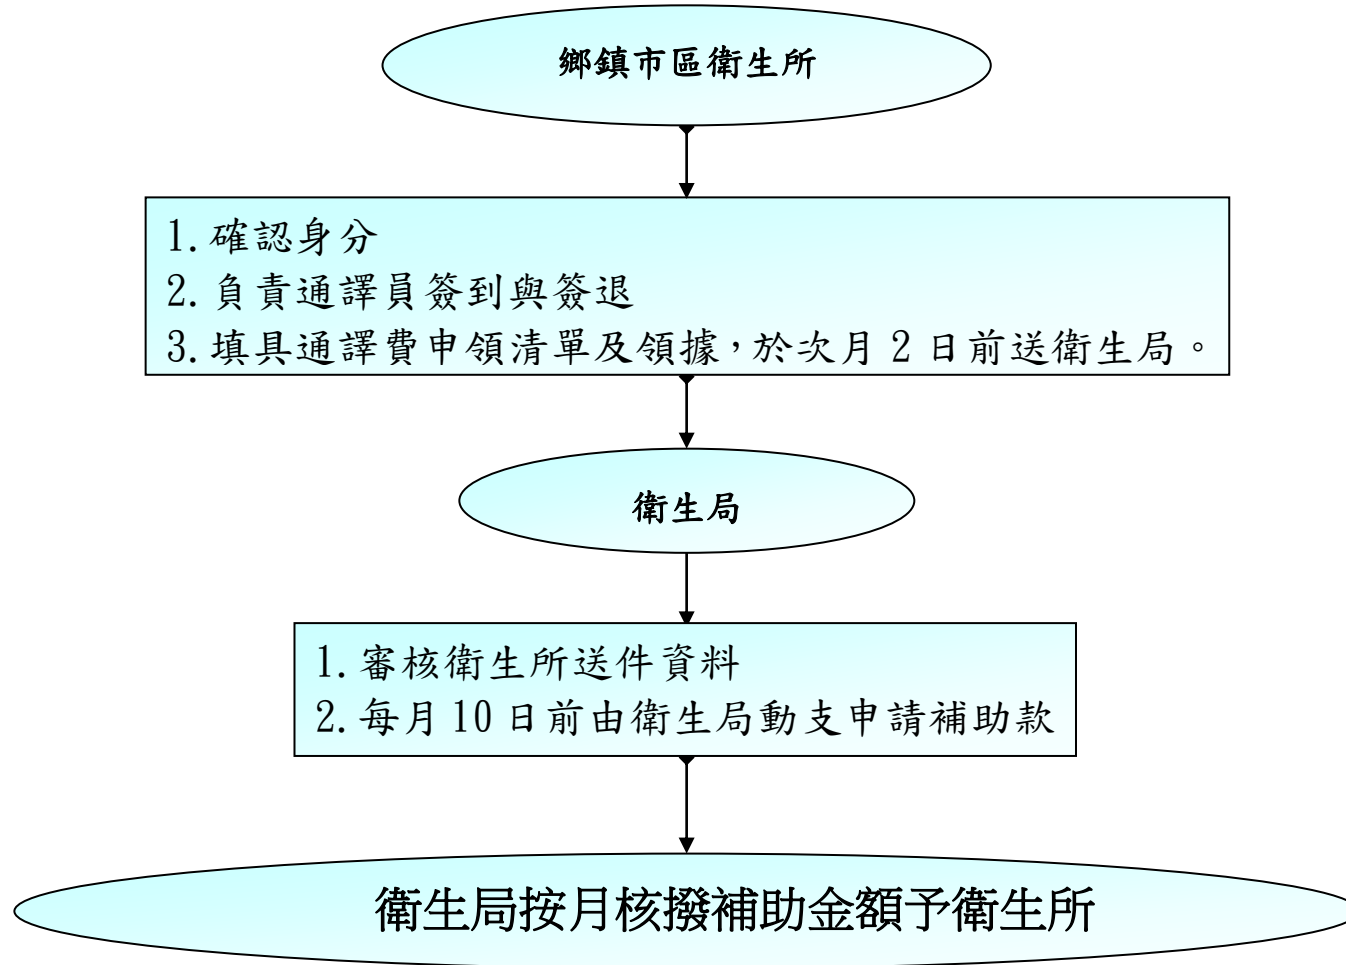 鄉鎮市區衛生所
1.確認身分
2.負責通譯員簽到與簽退
3.填具通譯費申領清單及領據，於次月2日前送衛生局。
衛生局
1.審核衛生所送件資料
2.每月10日前由衛生局動支申請補助款
衛生局按月核撥補助金額予衛生所